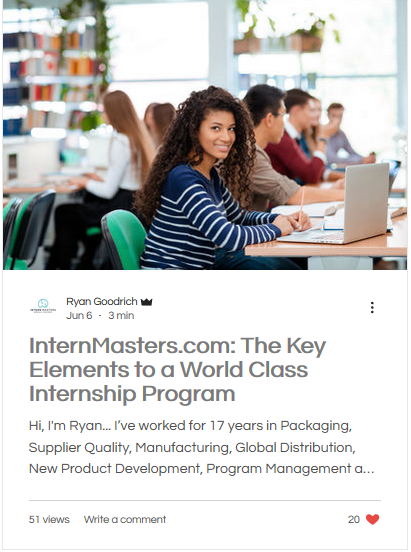 Ryan Goodrich
Jun 6 · 3 min
InternMasters.com: The Key
Elements to a World Class
Internship Program
Hi, I'm Ryan... I've worked for 17 years in Packaging,
Supplier Quality, Manufacturing, Global Distribution,
New Product Development, Program Management a...
51 views Write a comment 20